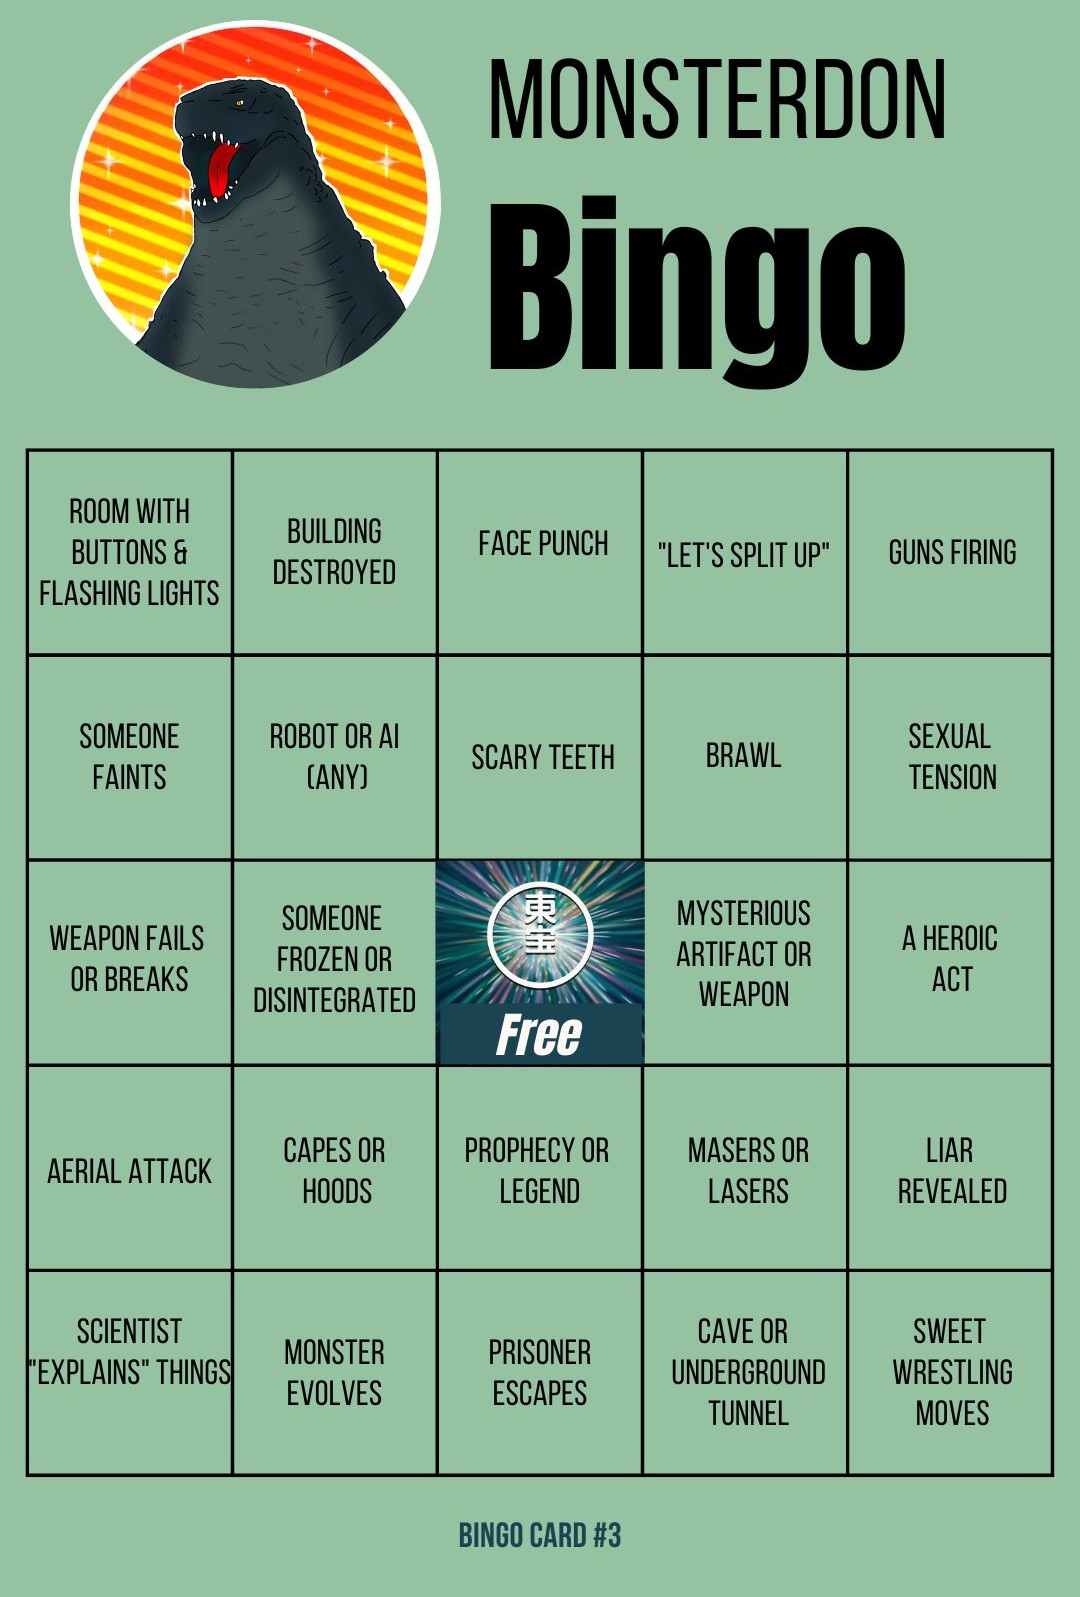 MONSTERDON
Bingo
ROOM WITH
BUTTONS &
FLASHING LIGHTS
BUILDING
DESTROYED
FACE PUNCH
"LET'S SPLIT UP"
GUNS FIRING
SOMEONE
FAINTS
ROBOT OR AI
(ANY)
SCARY TEETH
BRAWL
SEXUAL
TENSION
WEAPON FAILS
OR BREAKS
SOMEONE
FROZEN OR
DISINTEGRATED
東
宝
Free
MYSTERIOUS
ARTIFACT OR
WEAPON
A HEROIC
ACT
AERIAL ATTACK
CAPES OR
HOODS
PROPHECY OR
LEGEND
MASERS OR
LASERS
LIAR
REVEALED
SCIENTIST
"EXPLAINS" THINGS
MONSTER
EVOLVES
PRISONER
ESCAPES
CAVE OR
UNDERGROUND
TUNNEL
SWEET
WRESTLING
MOVES
BINGO CARD #3